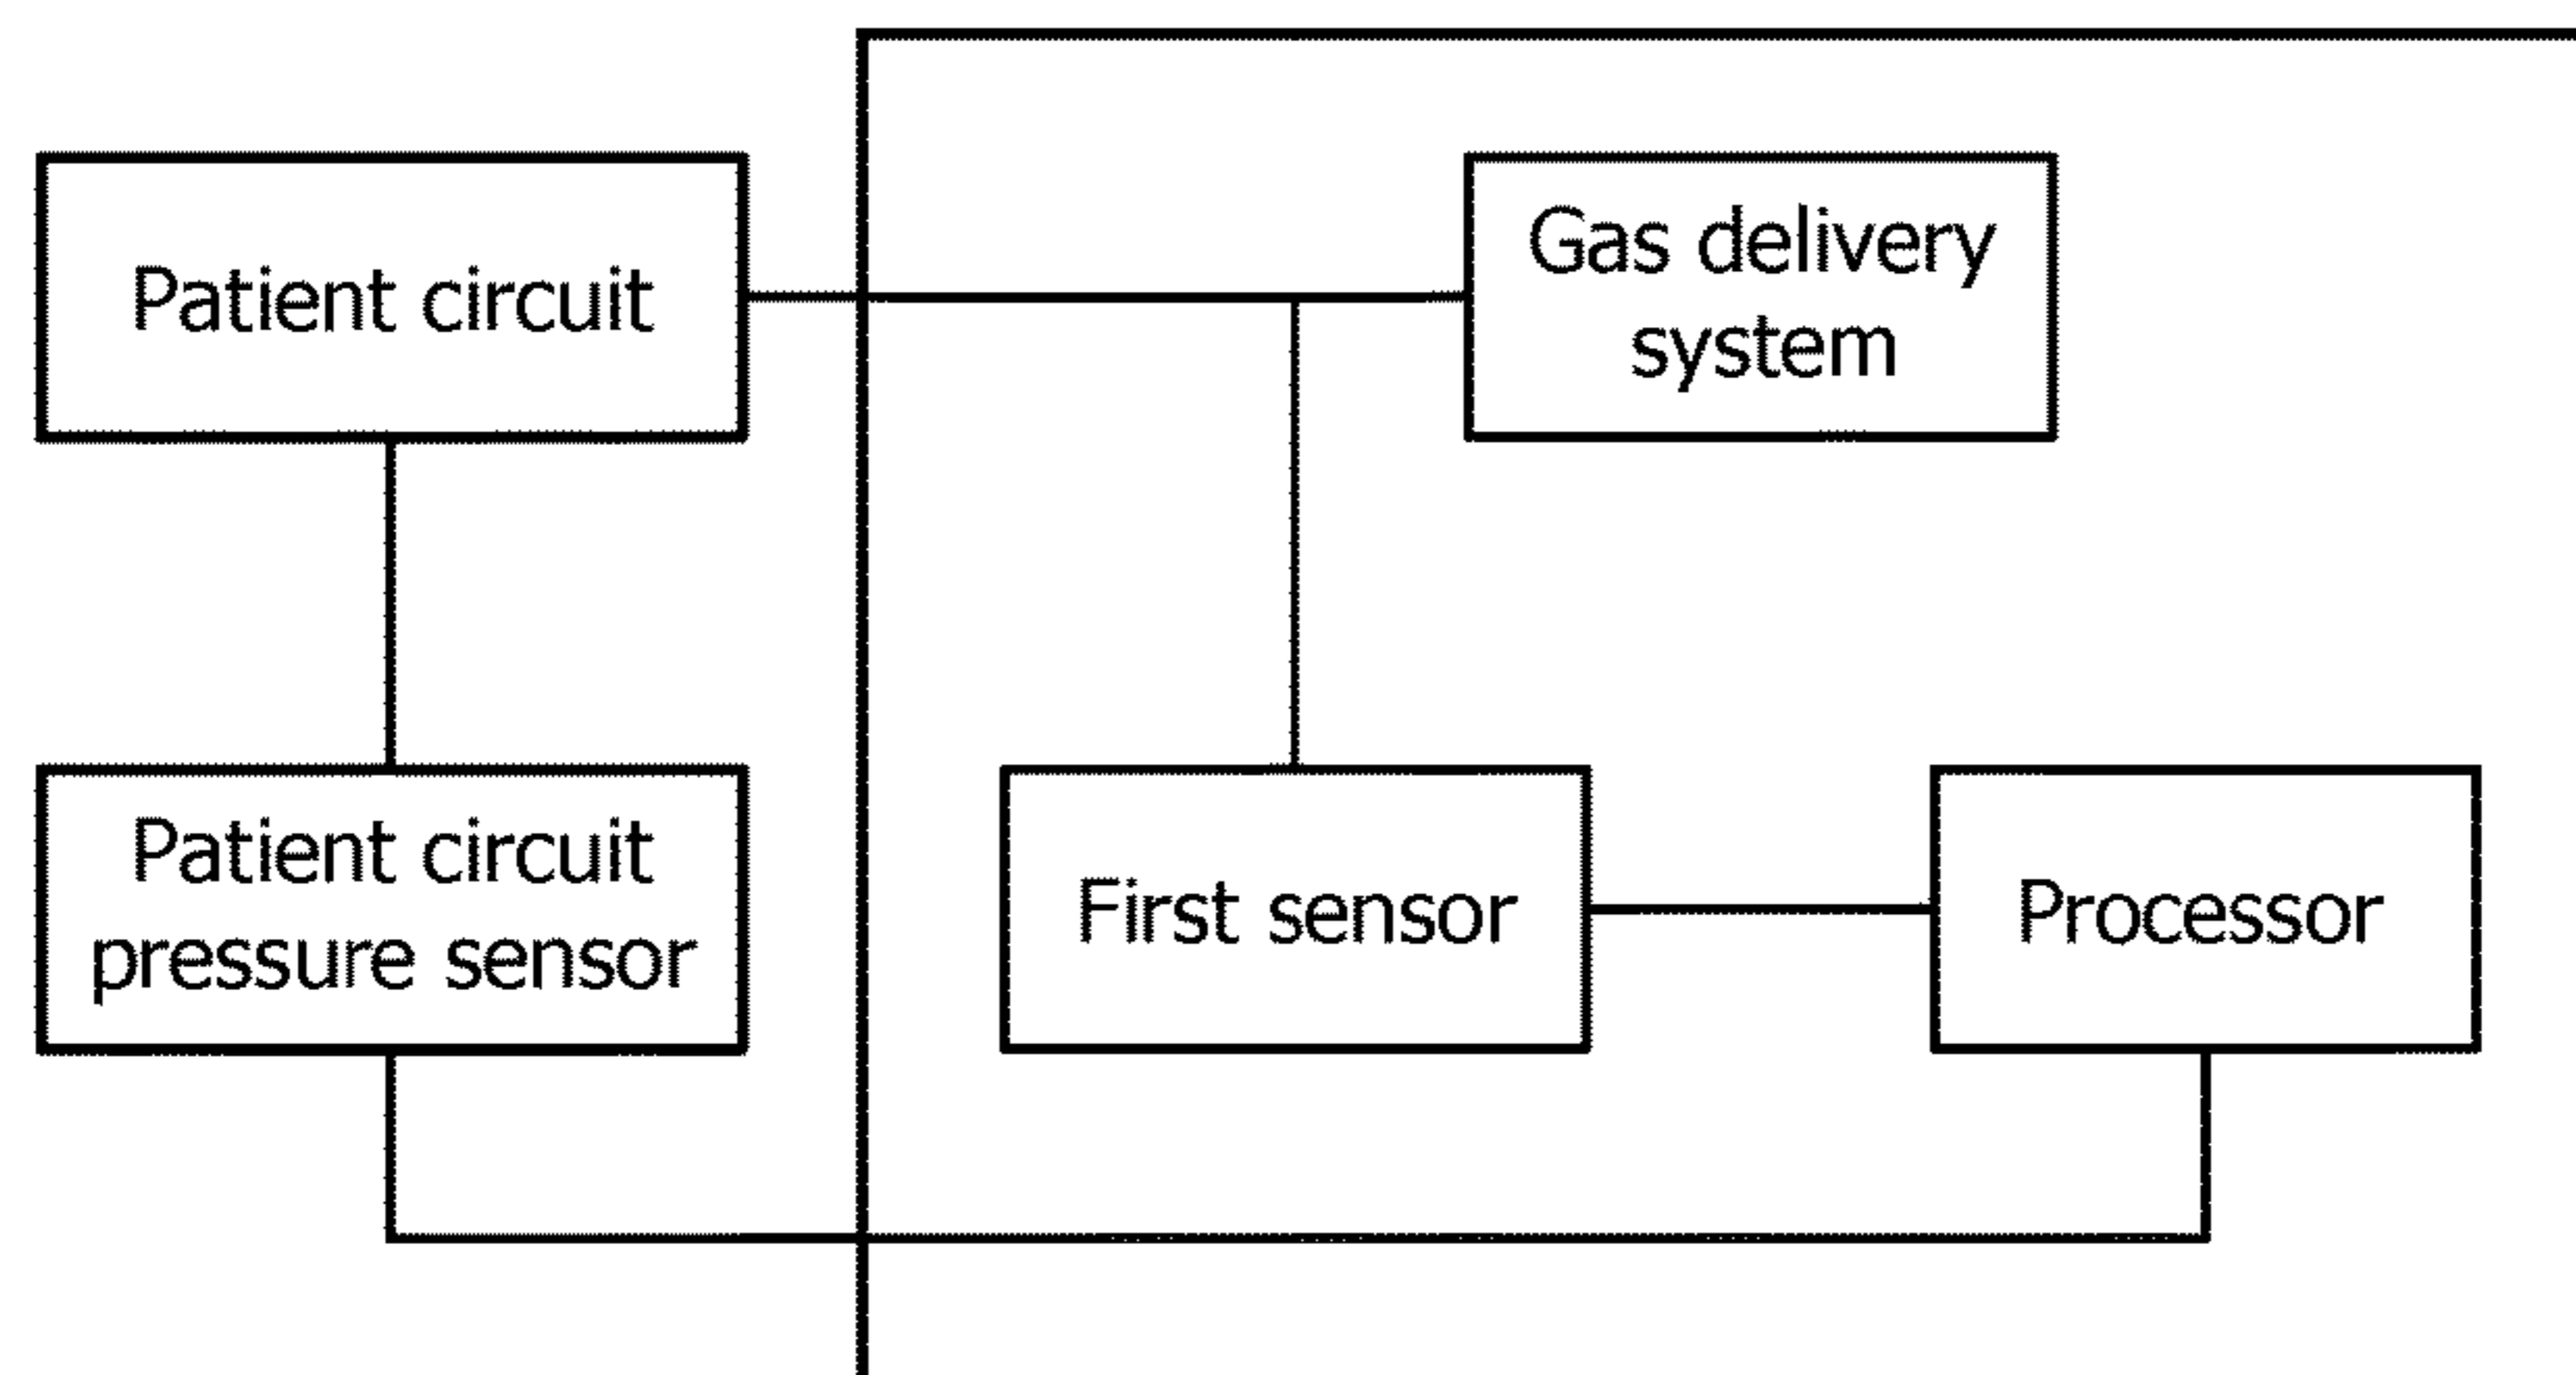 Patient circuit
Gas delivery
system
Patient circuit
pressure sensor
First sensor
Processor